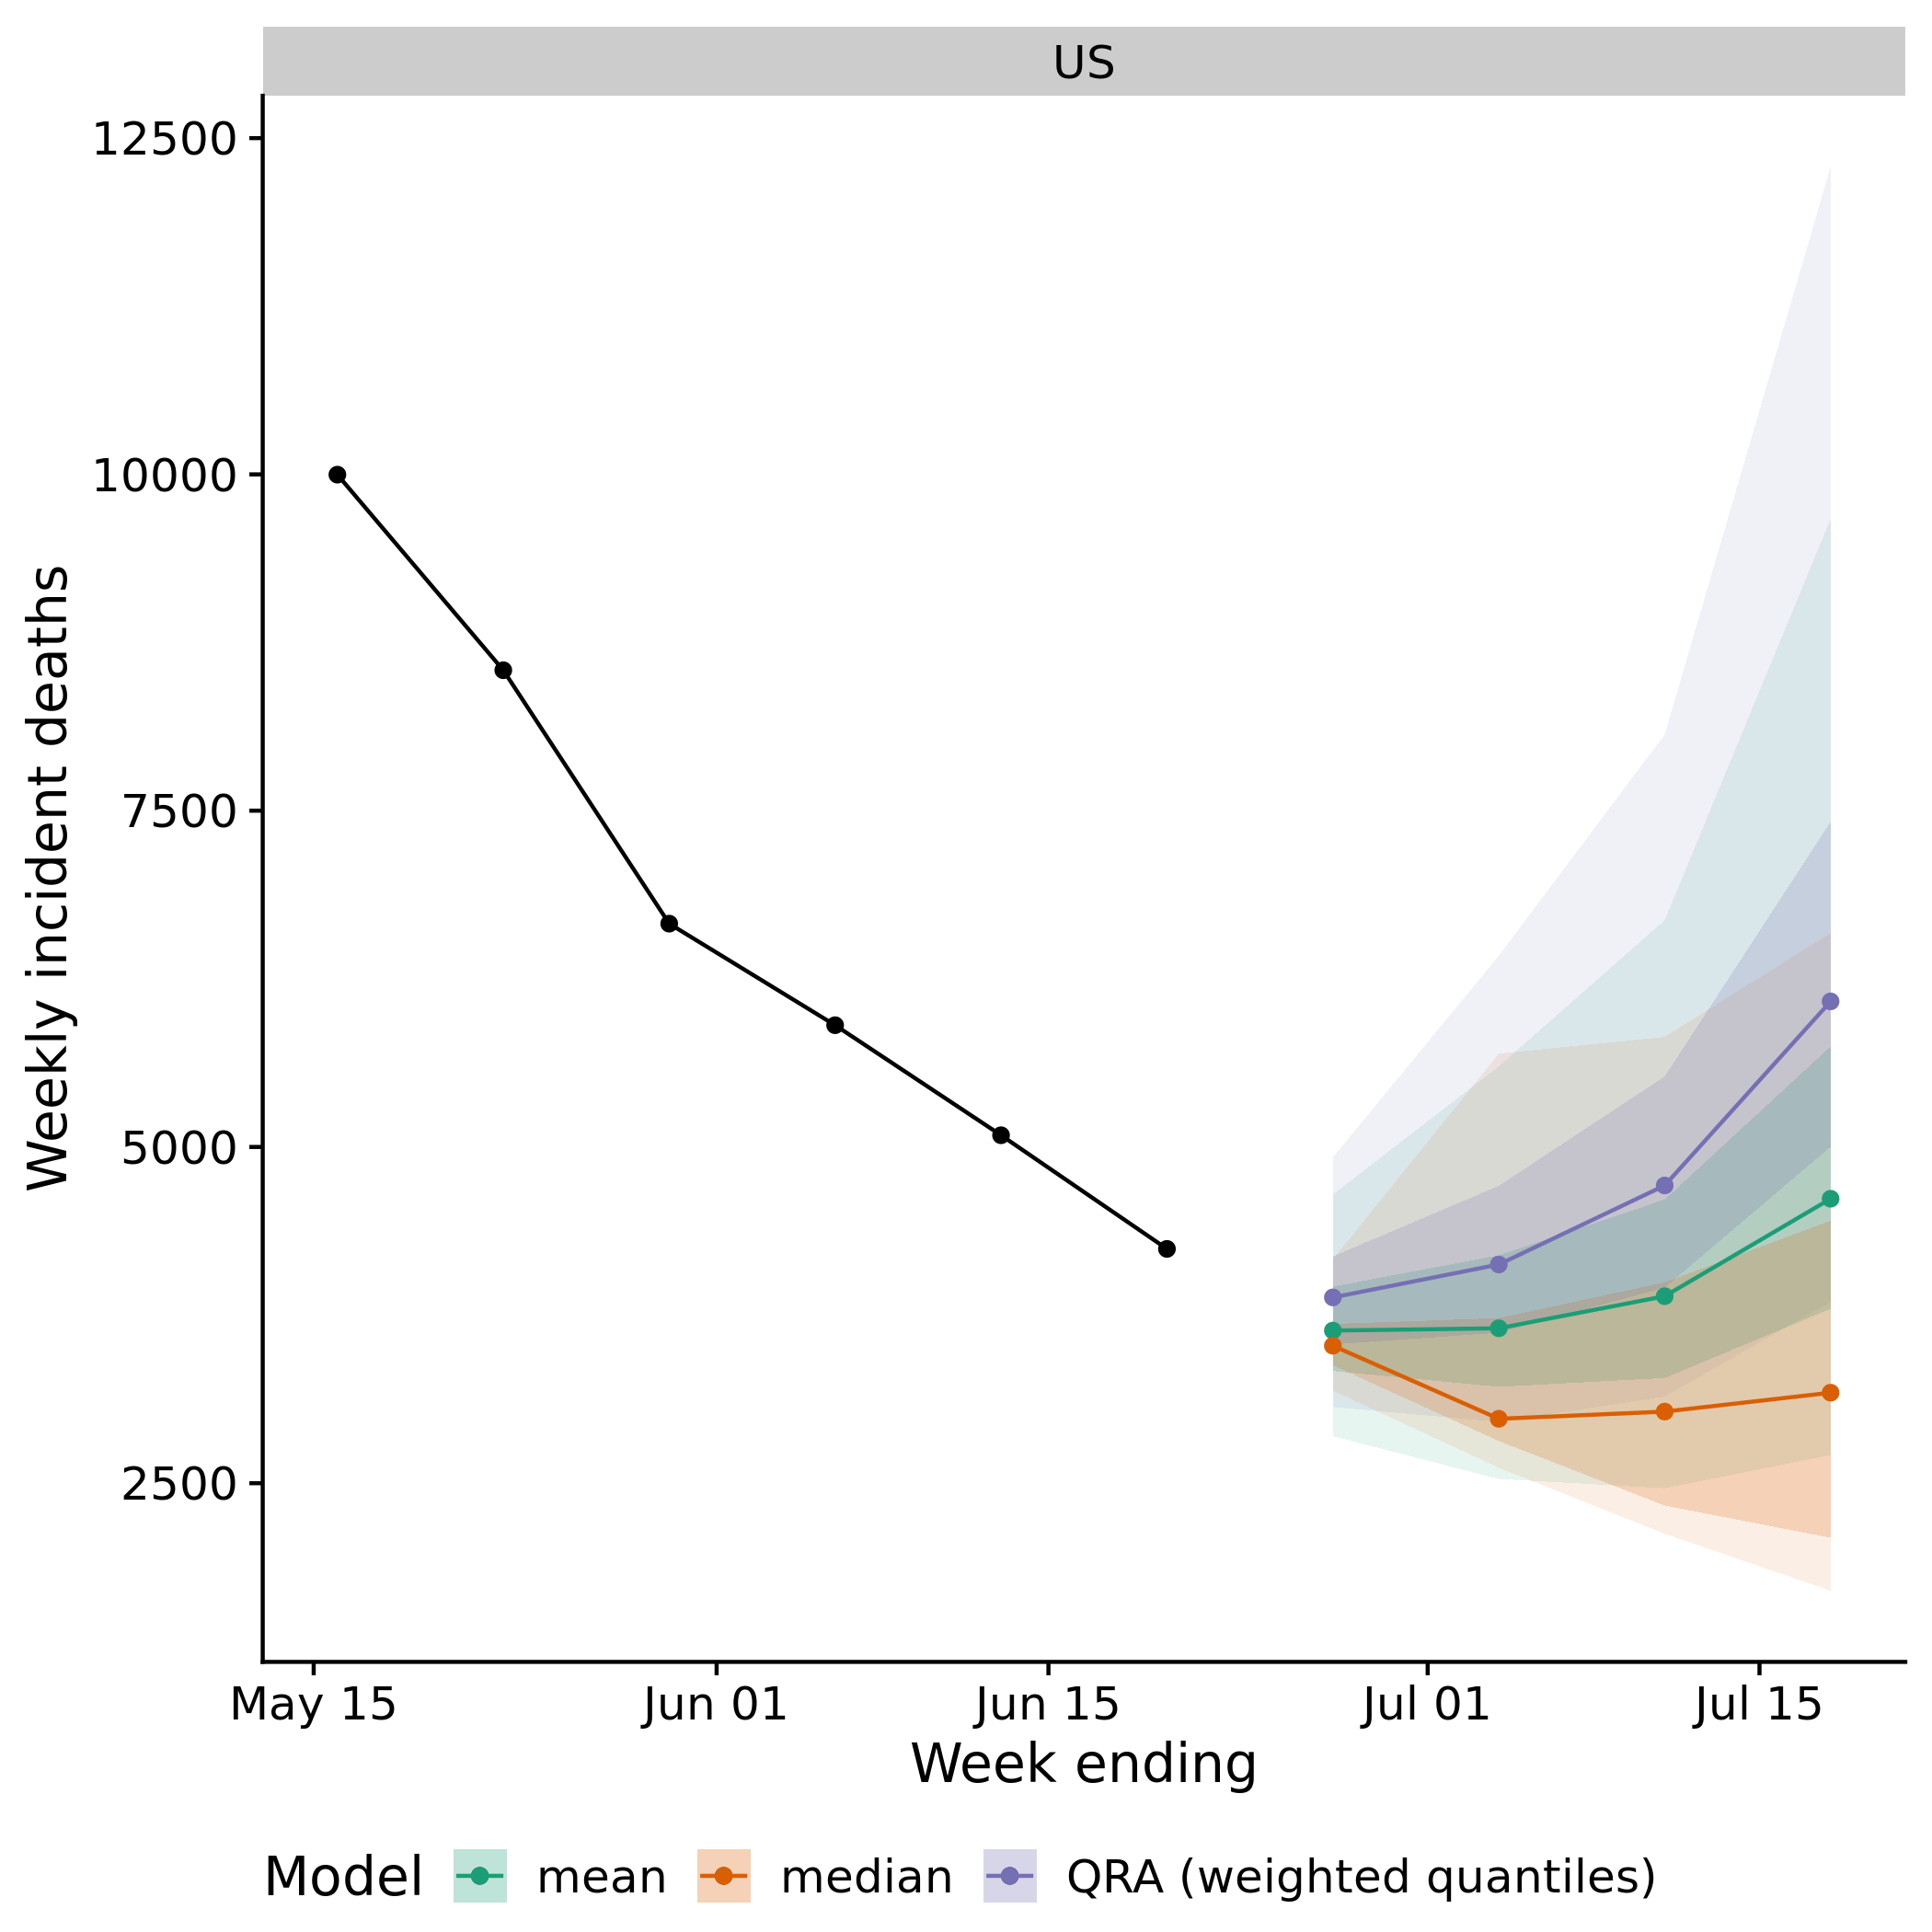 US
12500
10000
7500
5000
2500
Weekly incident deaths
May 15 Jun 01 Jun 15 Jul 01 Jul 15
Week ending
Model mean median QRA (weighted quantiles)